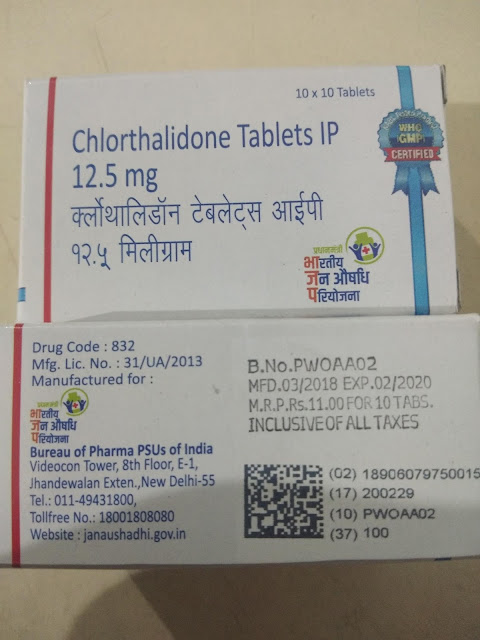 10 x 10 Tablets
Chlorthalidone Tablets IP
12.5 mg
WHO
GMP
CERTIFIED
क्लोथालिडॉन टेबलेट्स आईपी
१२.५ मिलीग्राम
प्रधानमंत्री
भारतीय
जन औषधि
परियोजना
Drug Code : 832
Mfg. Lic. No. : 31/UA/2013
Manufactured for :
प्रधानमंत्री
भारतीय
जन औषधि
परियोजना
Bureau of Pharma PSUs of India
Videocon Tower, 8th Floor, E-1,
Jhandewalan Exten.,New Delhi-55
Tel.: 011-49431800,
Tollfree No.: 18001808080
Website : janaushadhi.gov.in
B.No.PWOAA02
MFD.03/2018 EXP.02/2020
M.R.P.Rs.11.00 FOR 10 TABS.
INCLUSIVE OF ALL TAXES
(02) 18906079750015
(17) 200229
(10) PWOAA02
(37) 100